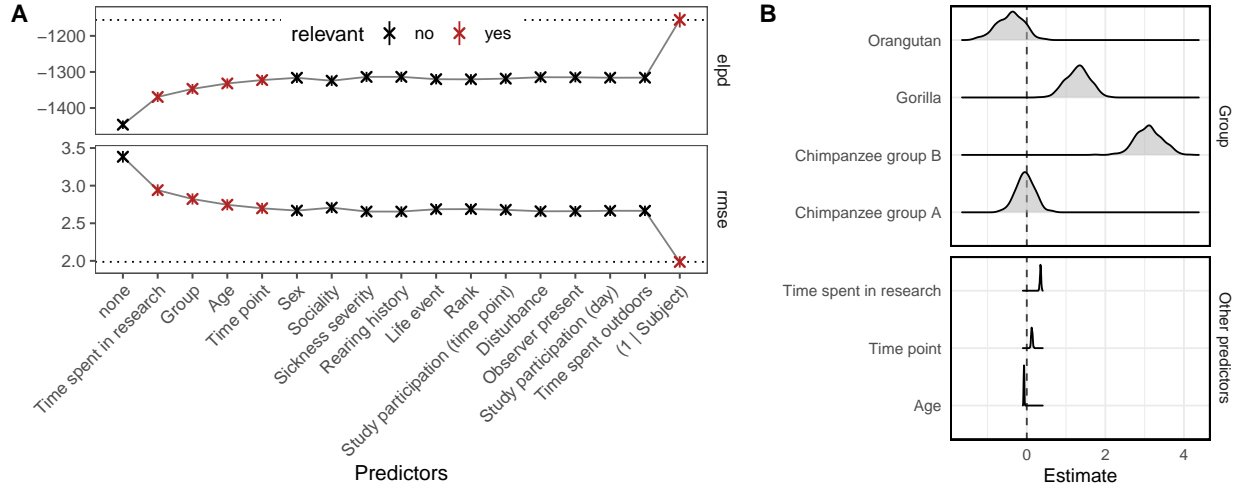 A
relevant no yes
−1200
−1300
−1400
elpd
3.5
3.0
2.5
2.0
rmse
none
Time spent in research
Group
Age
Time point
Sex
Sociality
Sickness severity
Rearing history
Life event
Rank
Study participation (time point)
Disturbance
Observer present
Study participation (day)
Time spent outdoors
(1 | Subject)
Predictors
B
Orangutan
Gorilla
Chimpanzee group B
Chimpanzee group A
Group
Time spent in research
Time point
Age
Other predictors
0 2 4
Estimate